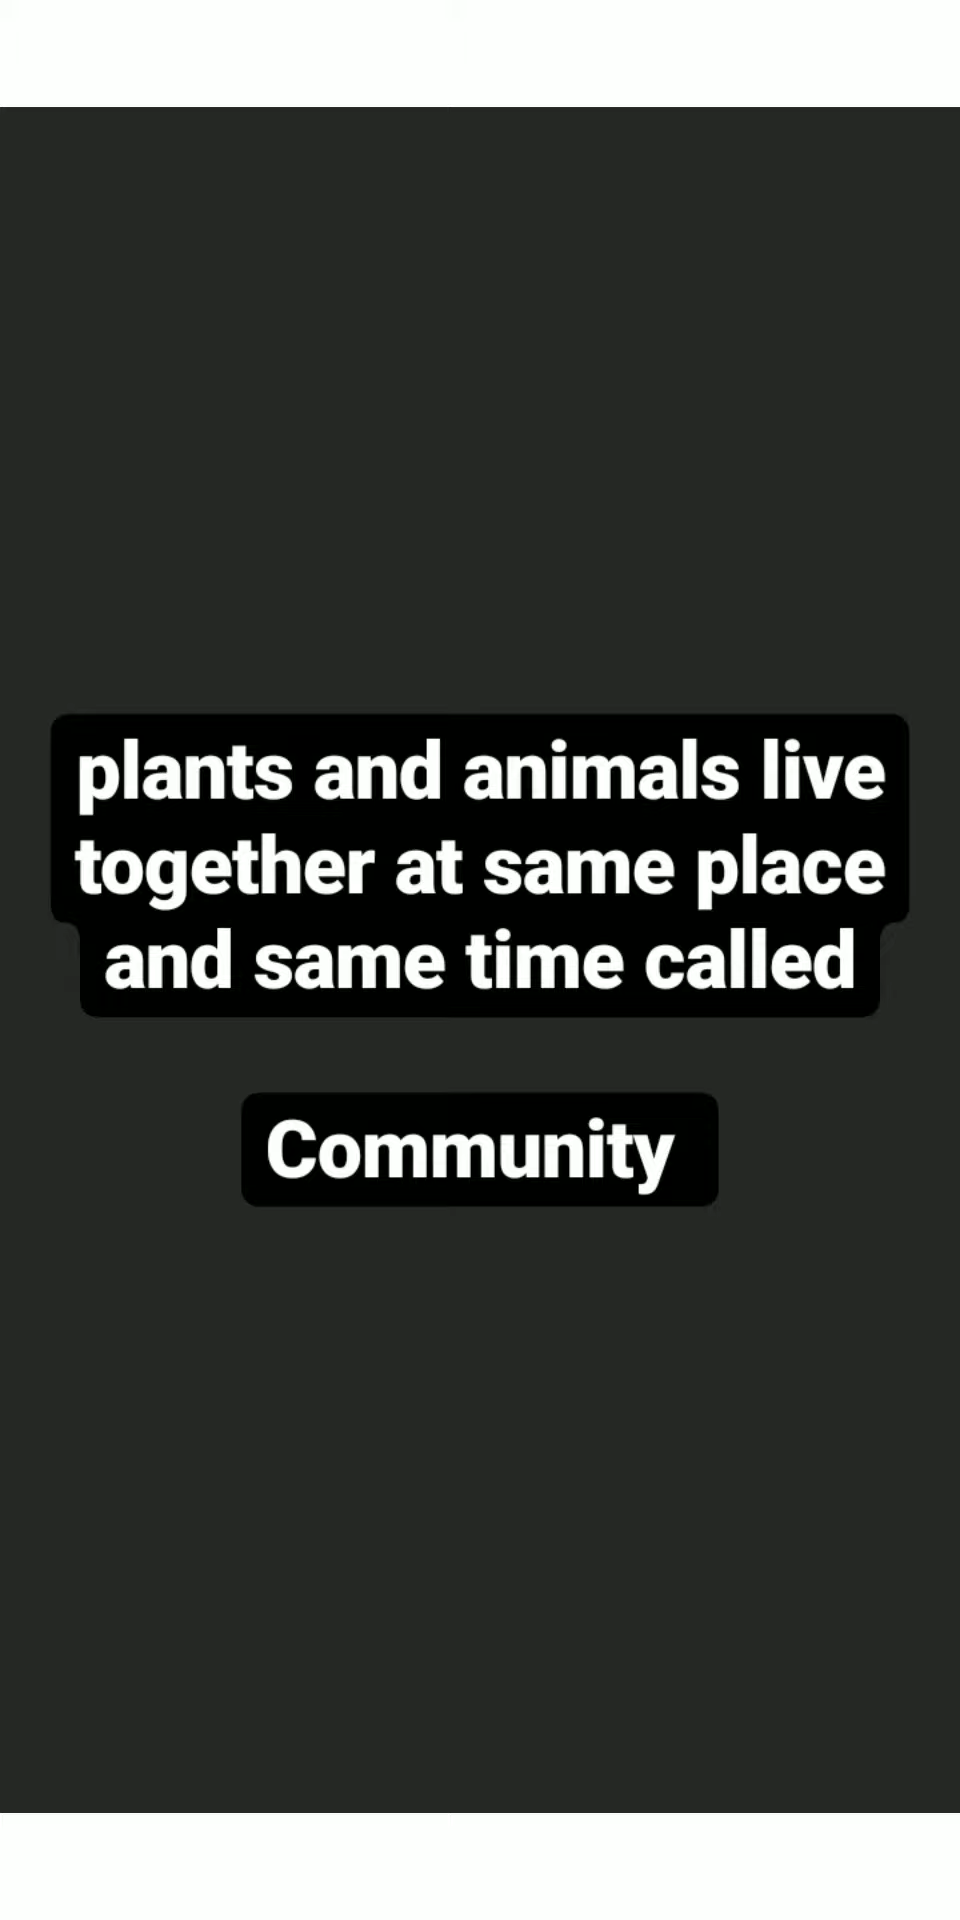 plants and animals live
together at same place
and same time called
Community